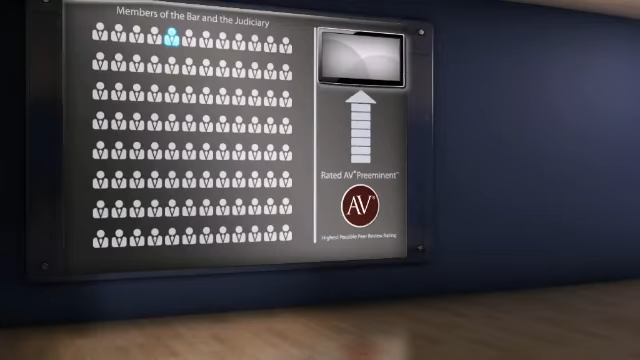 Members of the Bar and the Judiciary
Rated AV® Preeminent™
AV®
Highest Possible Peer Review Rating